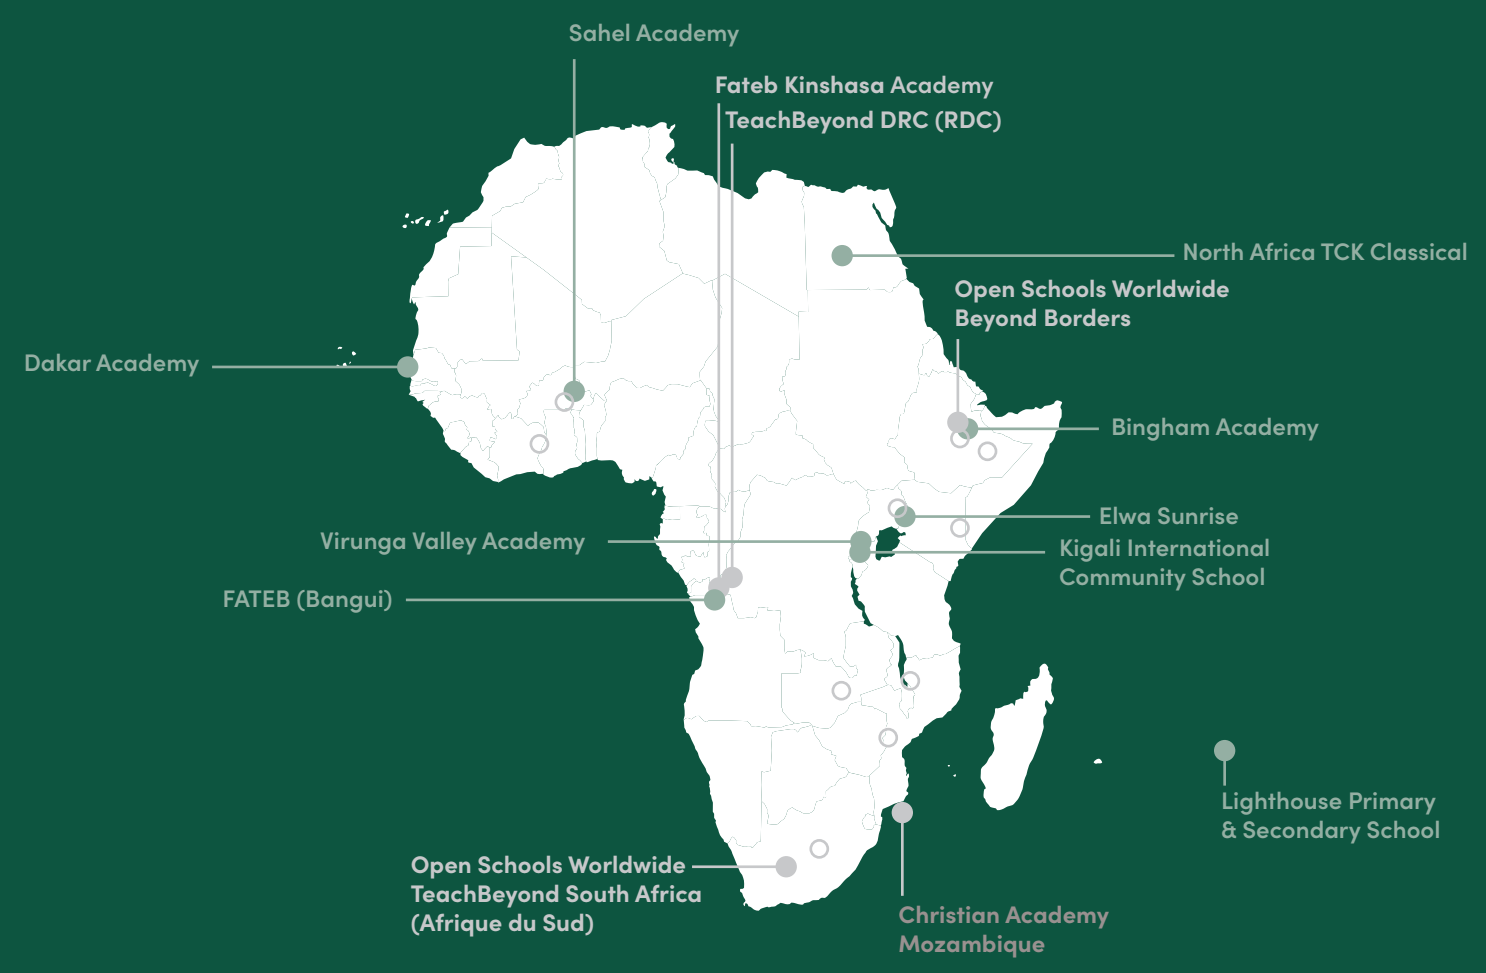 Sahel Academy
Fateb Kinshasa Academy
TeachBeyond DRC (RDC)
North Africa TCK Classical
Open Schools Worldwide
Beyond Borders
Dakar Academy
Bingham Academy
Elwa Sunrise
Virunga Valley Academy
Kigali International
Community School
FATEB (Bangui)
Lighthouse Primary
& Secondary School
Open Schools Worldwide
TeachBeyond South Africa
(Afrique du Sud)
Christian Academy
Mozambique